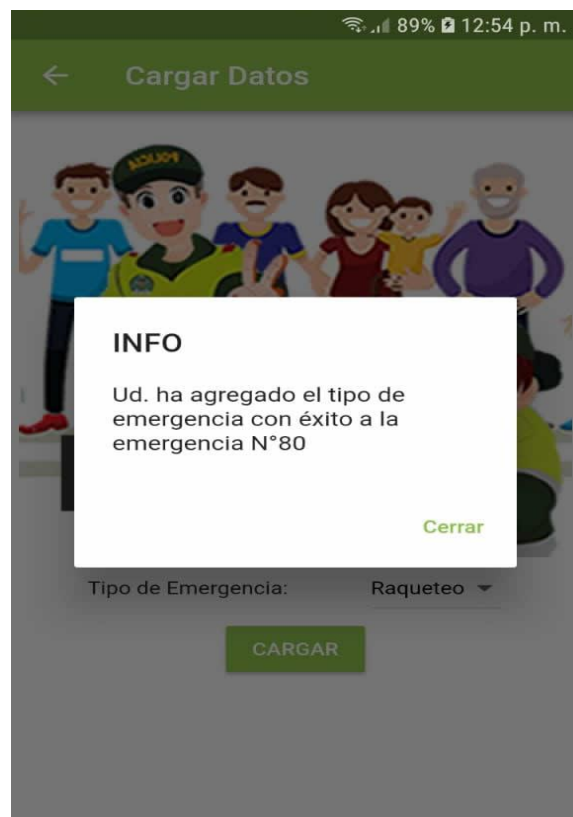 89% 12:54 p. m.
Cargar Datos
POLICIA
INFO
Ud. ha agregado el tipo de
emergencia con éxito a la
emergencia N°80
Cerrar
Tipo de Emergencia: Raqueteo
CARGAR